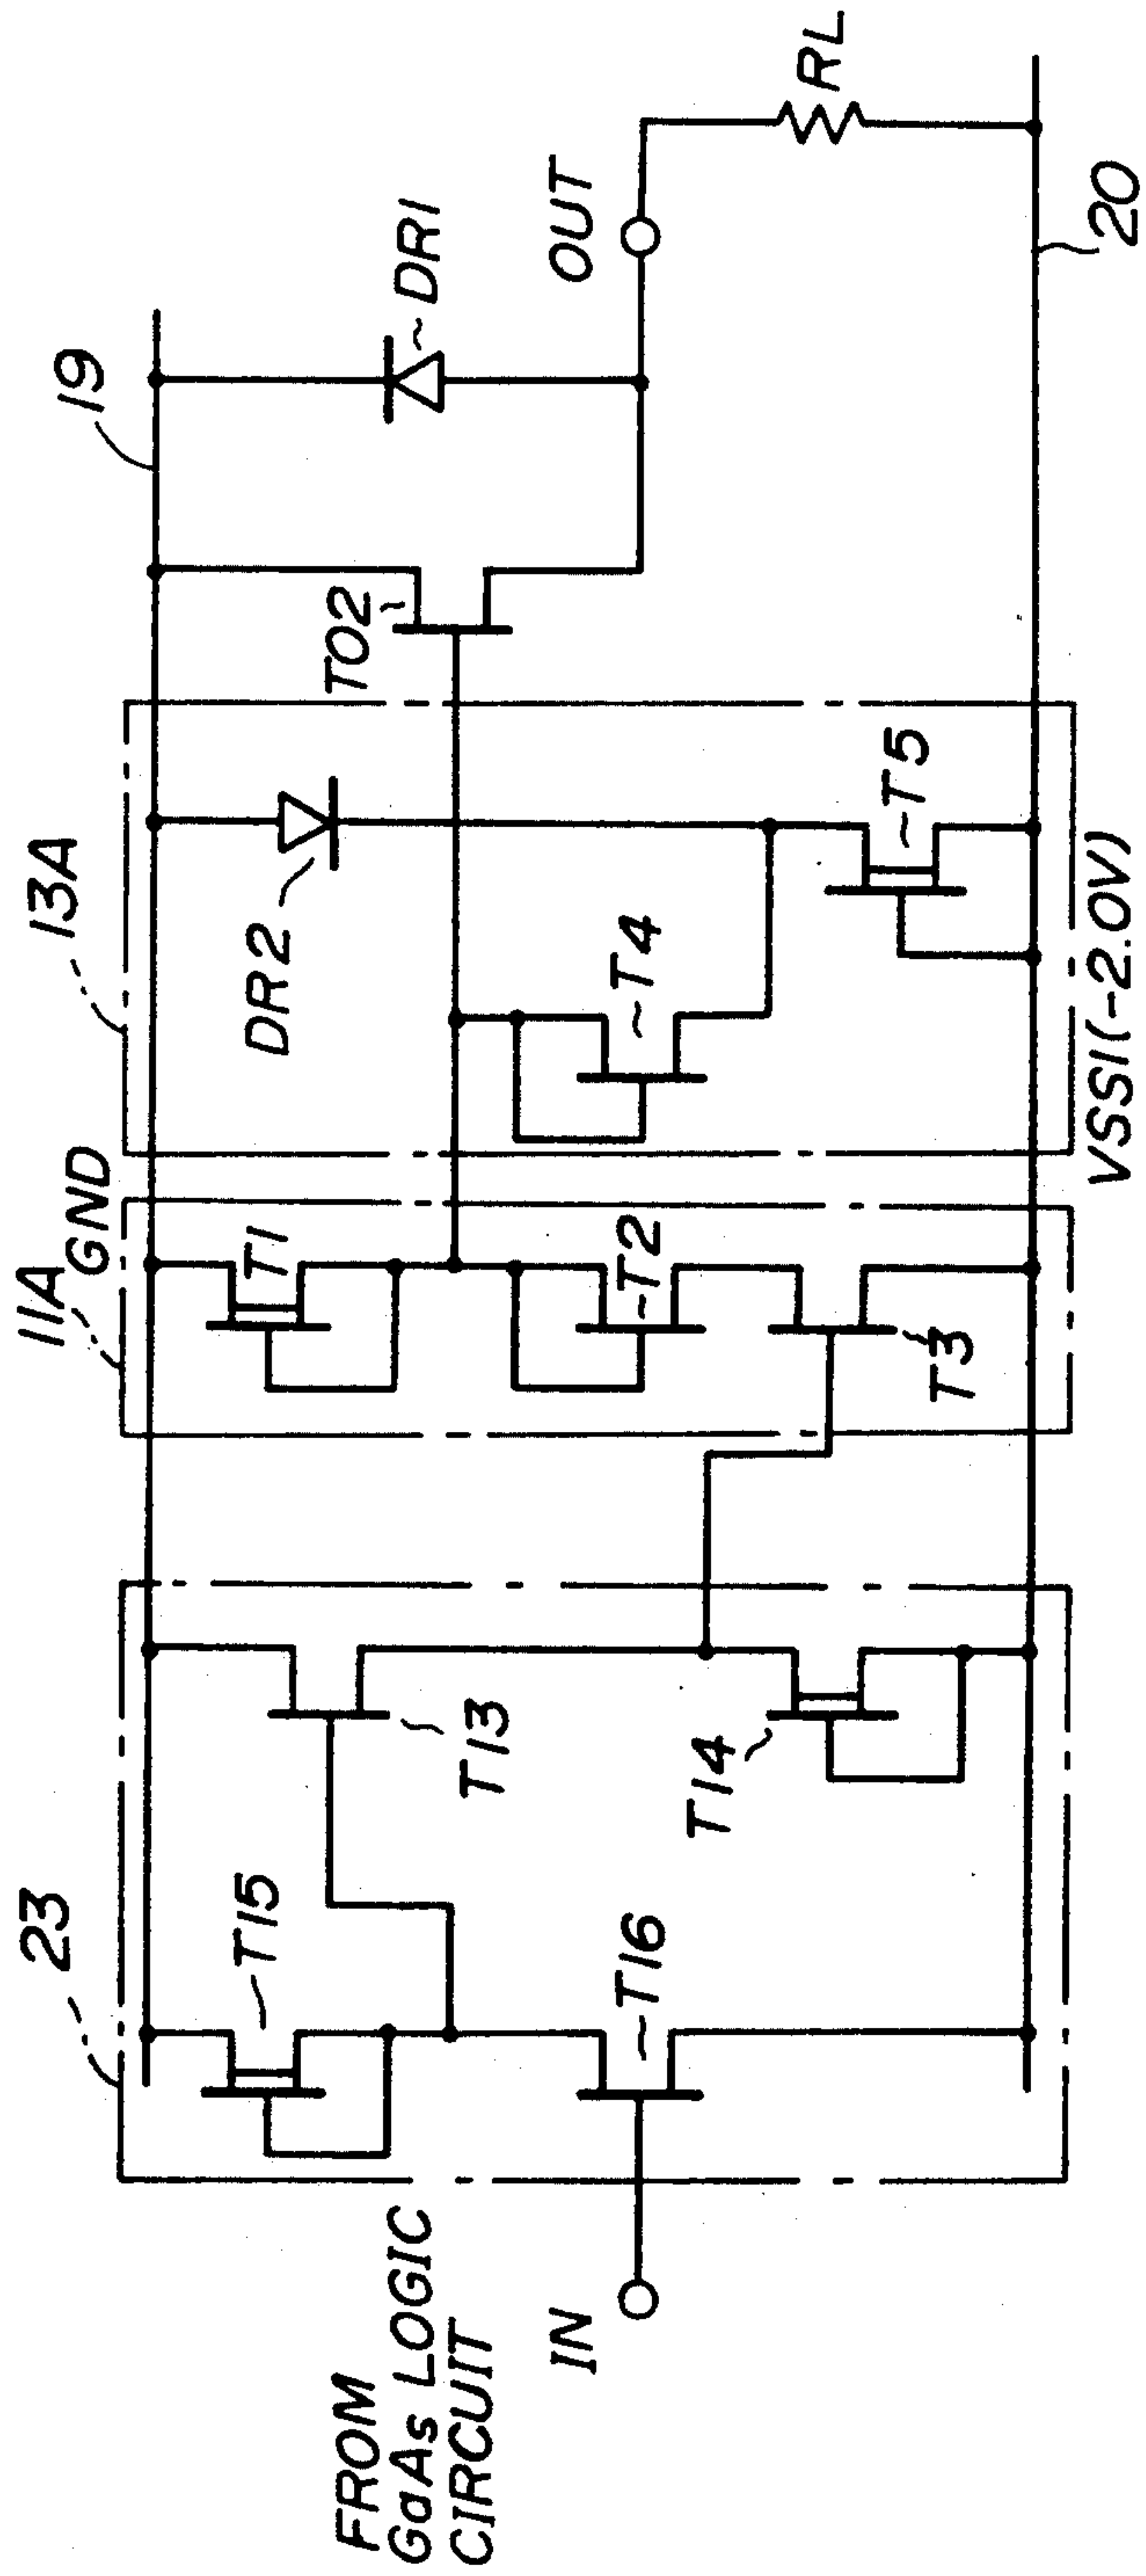 FROM
GaAs LOGIC
CIRCUIT
IN
23
T15
T16
T13
T14
11A
GND
T1
T2
T3
13A
DR2
T4
T5
VSS1(-2.0V)
T02
19
DR1
OUT
RL
20